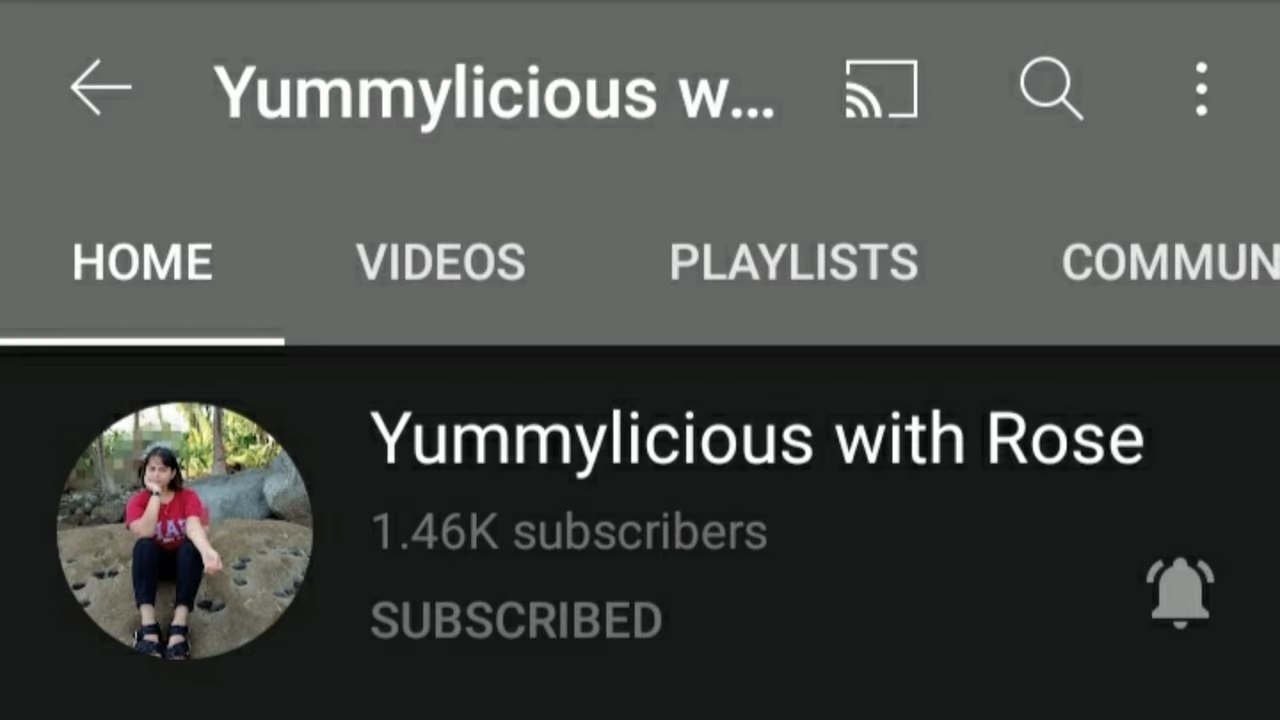 Yummylicious w...
HOME VIDEOS PLAYLISTS COMMUN
Yummylicious with Rose
1.46K subscribers
SUBSCRIBED